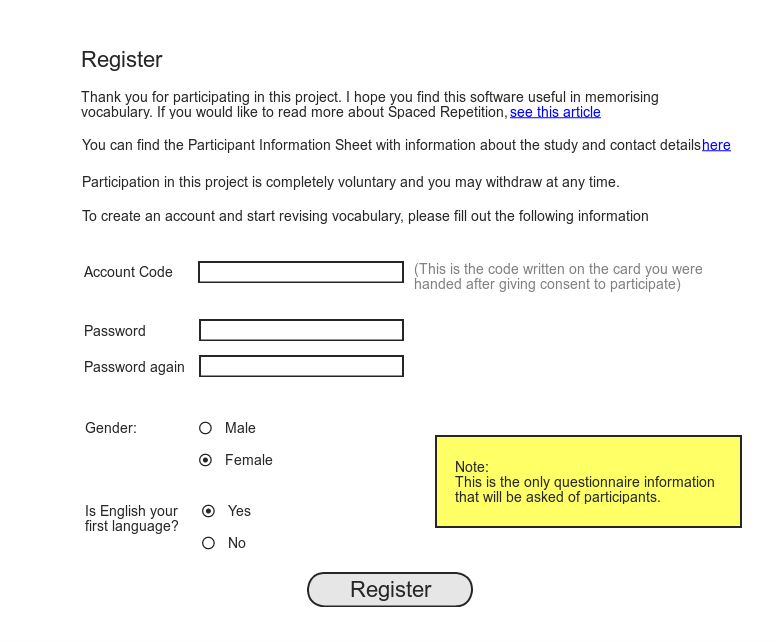 Register
Thank you for participating in this project. I hope you find this software useful in memorising
vocabulary. If you would like to read more about Spaced Repetition, see this article
You can find the Participant Information Sheet with information about the study and contact details here
Participation in this project is completely voluntary and you may withdraw at any time.
To create an account and start revising vocabulary, please fill out the following information
Account Code
(This is the code written on the card you were
handed after giving consent to participate)
Password
Password again
Gender:
Male
Female
Note:
This is the only questionnaire information
that will be asked of participants.
Is English your
first language?
Yes
No
Register